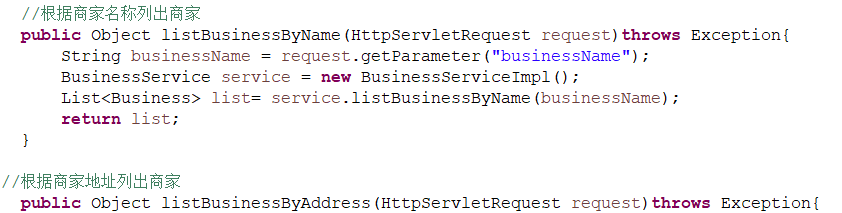 //根据商家名称列出商家
public Object listBusinessByName(HttpServletRequest request)throws Exception{
String businessName = request.getParameter("businessName");
BusinessService service = new BusinessServiceImpl();
List<Business> list= service.listBusinessByName(businessName);
return list;
}
//根据商家地址列出商家
public Object listBusinessByAddress(HttpServletRequest request)throws Exception{